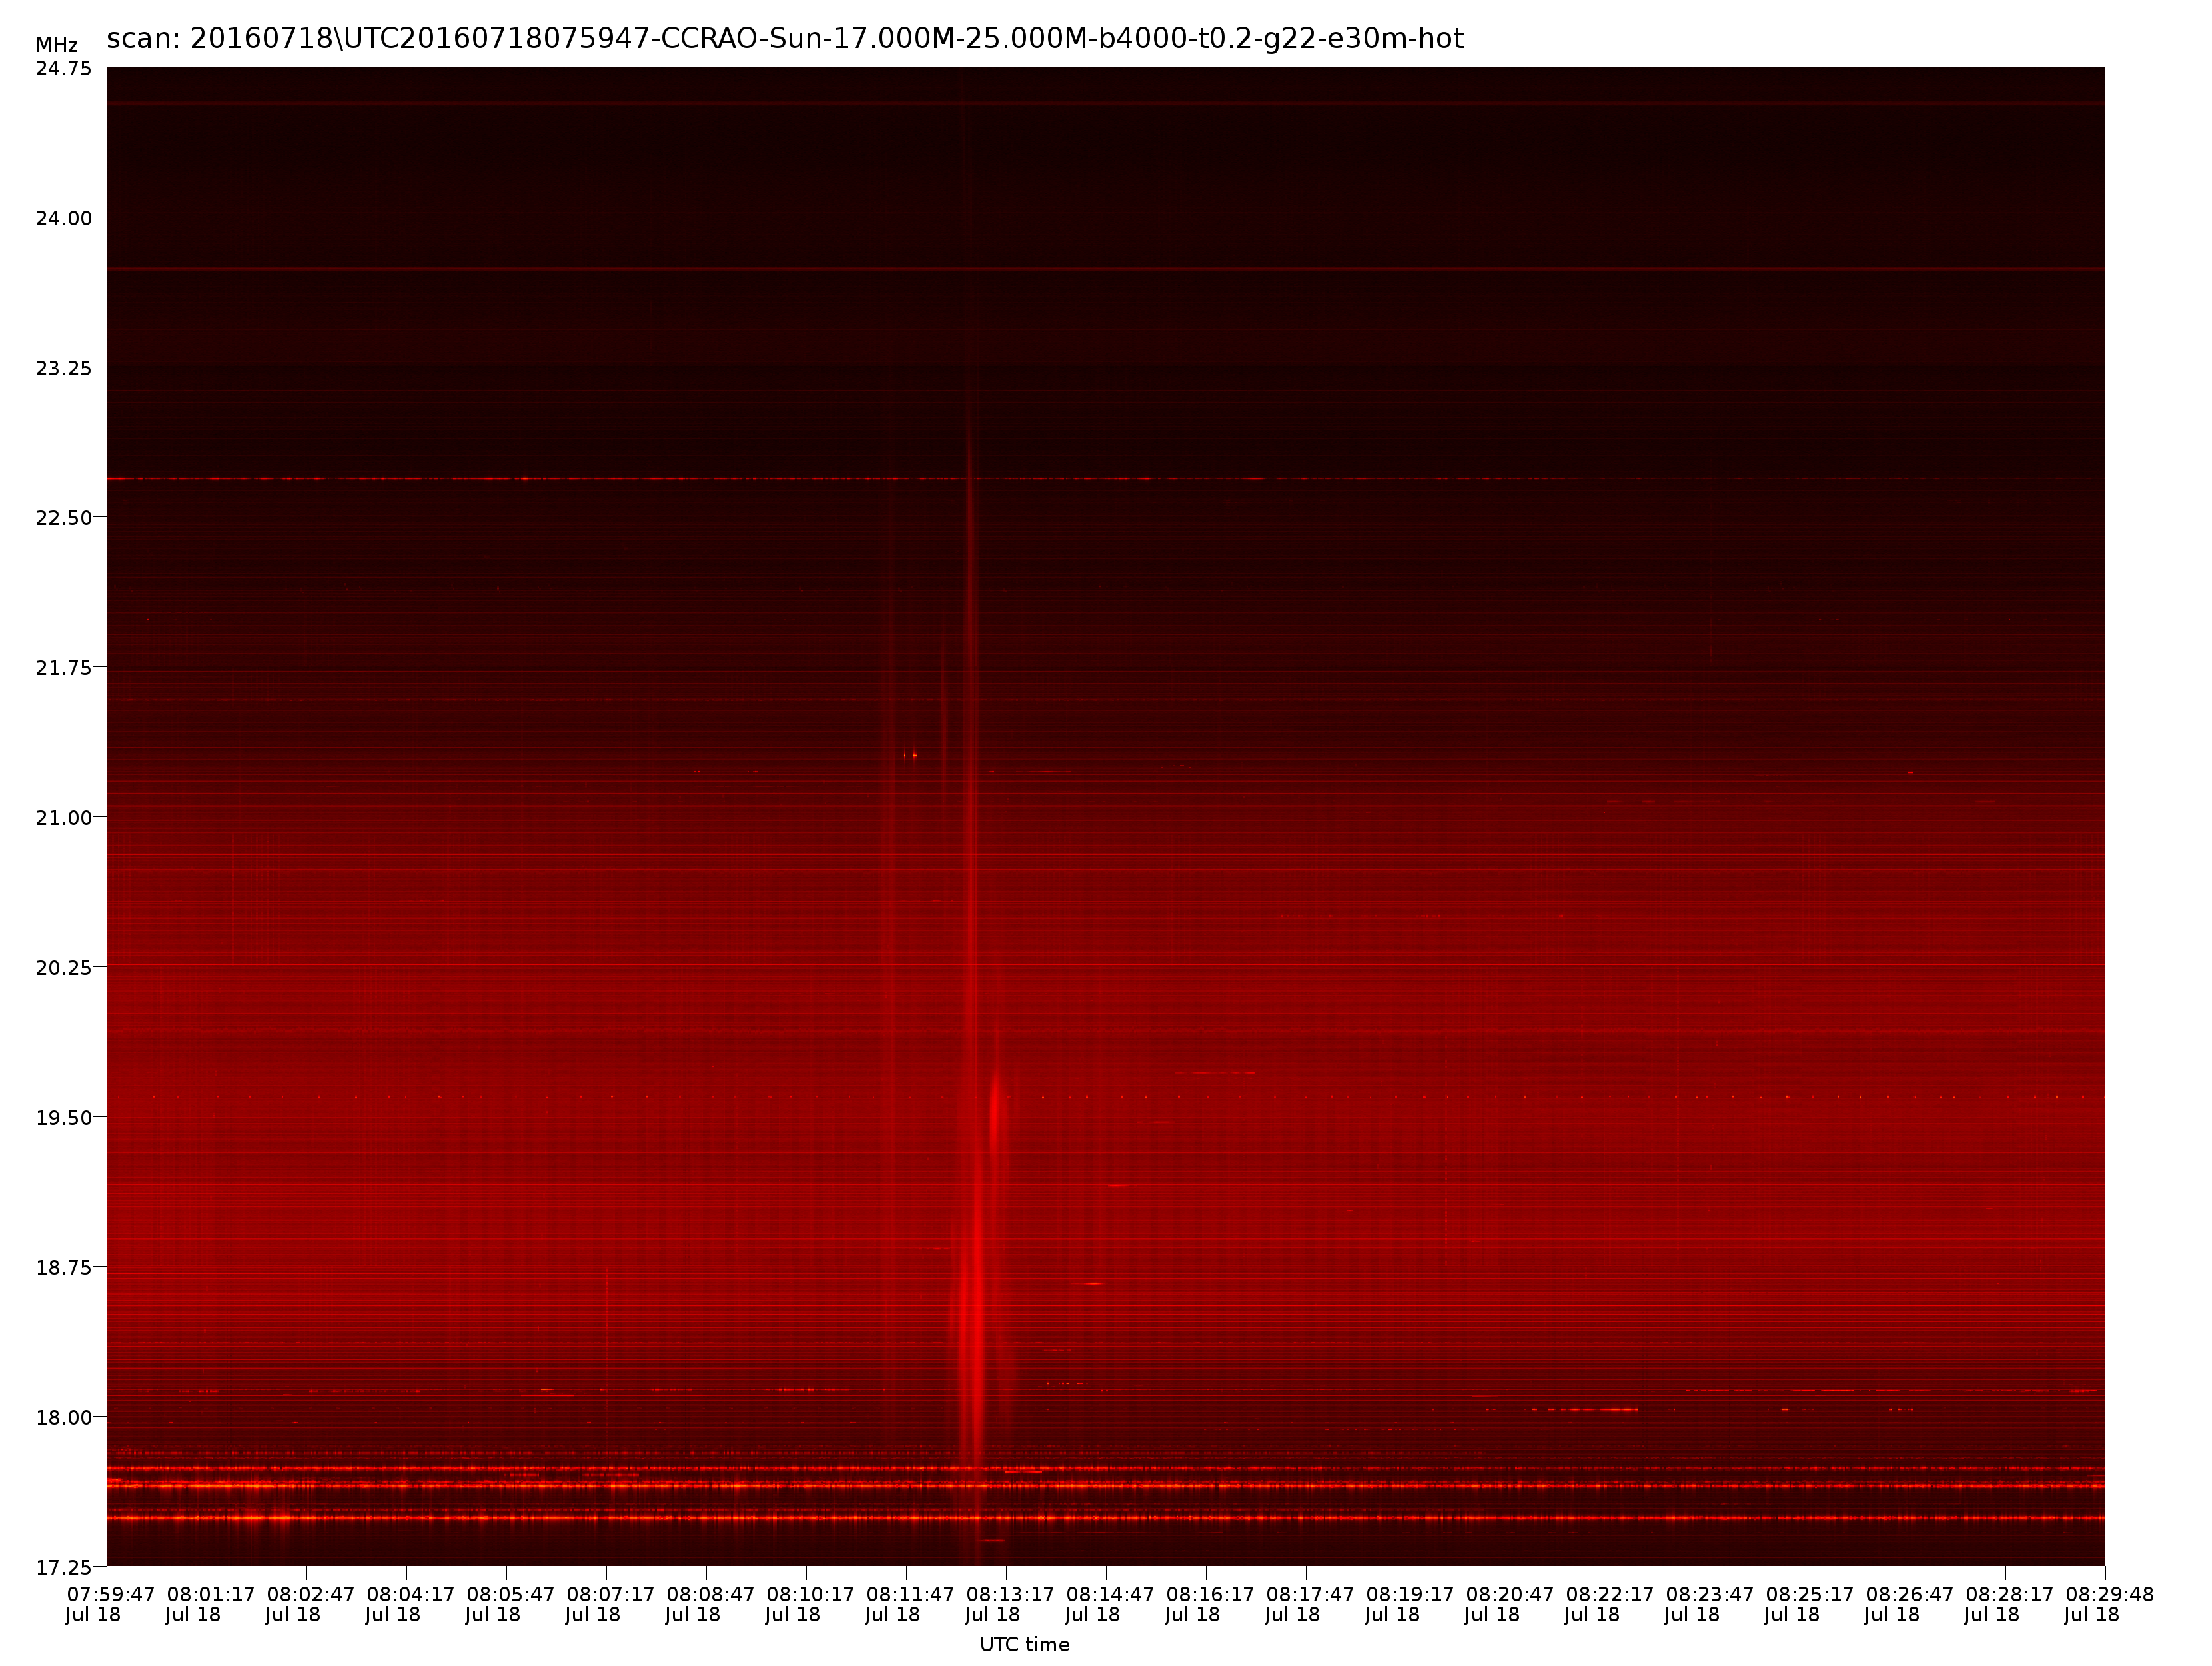 MHz scan: 20160718\UTC20160718075947-CCRAO-Sun-17.000M-25.000M-b4000-t0.2-g22-e30m-hot
24.75
24.00
23.25
22.50
21.75
21.00
20.25
19.50
18.75
18.00
17.25
07:59:47 08:01:17 08:02:47 08:04:17 08:05:47 08:07:17 08:08:47 08:10:17 08:11:47 08:13:17 08:14:47 08:16:17 08:17:47 08:19:17 08:20:47 08:22:17 08:23:47 08:25:17 08:26:47 08:28:17 08:29:48
Jul 18 Jul 18 Jul 18 Jul 18 Jul 18 Jul 18 Jul 18 Jul 18 Jul 18 Jul 18 Jul 18 Jul 18 Jul 18 Jul 18 Jul 18 Jul 18 Jul 18 Jul 18 Jul 18 Jul 18 Jul 18
UTC time